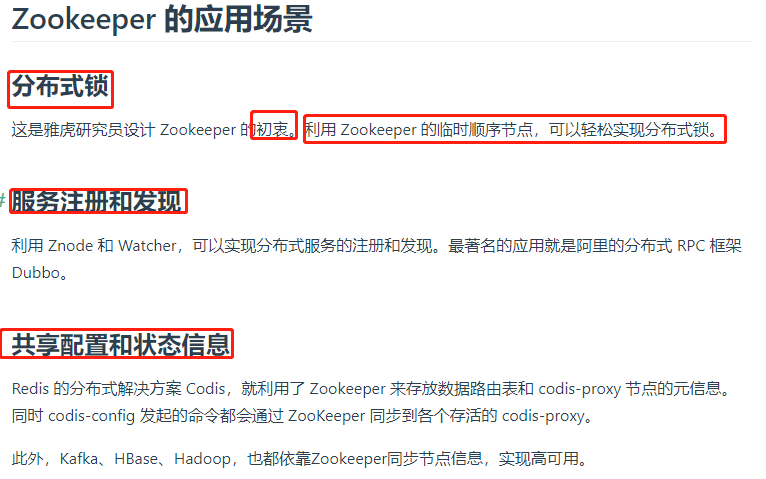 Zookeeper 的应用场景
分布式锁
这是雅虎研究员设计 Zookeeper 的初衷。利用 Zookeeper 的临时顺序节点，可以轻松实现分布式锁。
# 服务注册和发现
利用 Znode 和 Watcher，可以实现分布式服务的注册和发现。最著名的应用就是阿里的分布式 RPC 框架
Dubbo。
共享配置和状态信息
Redis 的分布式解决方案 Codis，就利用了 Zookeeper 来存放数据路由表和 codis-proxy 节点的元信息。
同时 codis-config 发起的命令都会通过 ZooKeeper 同步到各个存活的 codis-proxy。
此外，Kafka、HBase、Hadoop，也都依靠Zookeeper同步节点信息，实现高可用。